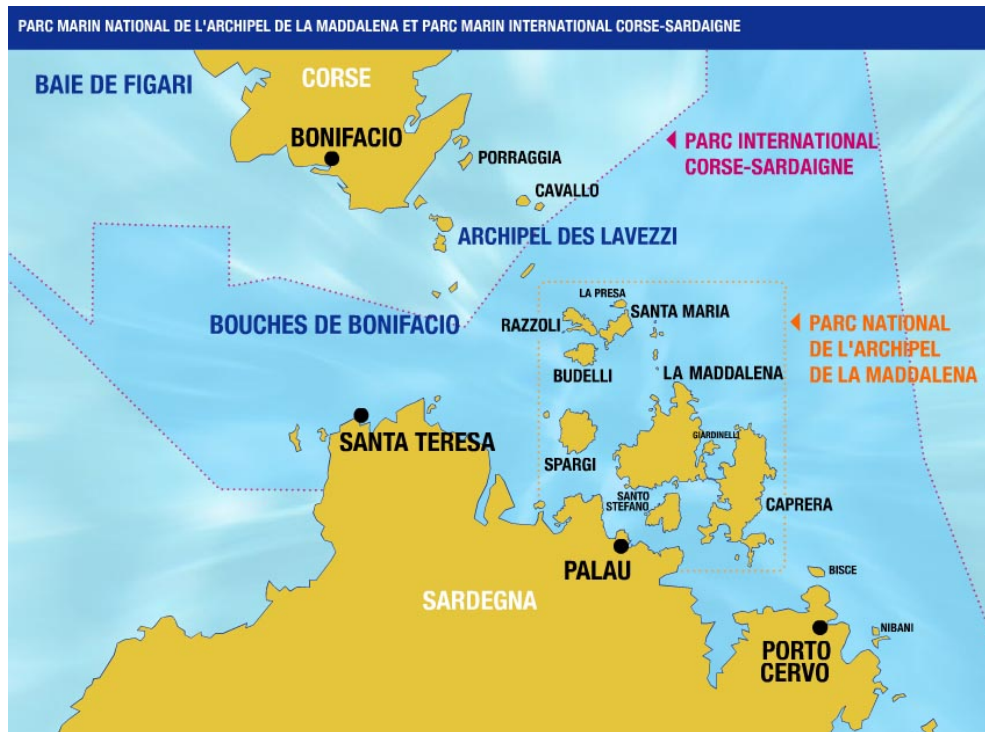 PARC MARIN NATIONAL DE L'ARCHIPEL DE LA MADDALENA ET PARC MARIN INTERNATIONAL CORSE-SARDAIGNE
BAIE DE FIGARI
CORSE
BONIFACIO
PORRAGGIA
PARC INTERNATIONAL
CORSE-SARDAIGNE
CAVALLO
ARCHIPEL DES LAVEZZI
LA PRESA
SANTA MARIA
RAZZOLI
BOUCHES DE BONIFACIO
PARC NATIONAL
DE L'ARCHIPEL
DE LA MADDALENA
BUDELLI
LA MADDALENA
SANTA TERESA
GIARDINELLI
SPARGI
SANTO
STEFANO
CAPRERA
PALAU
BISCE
SARDEGNA
NIBANI
PORTO
CERVO